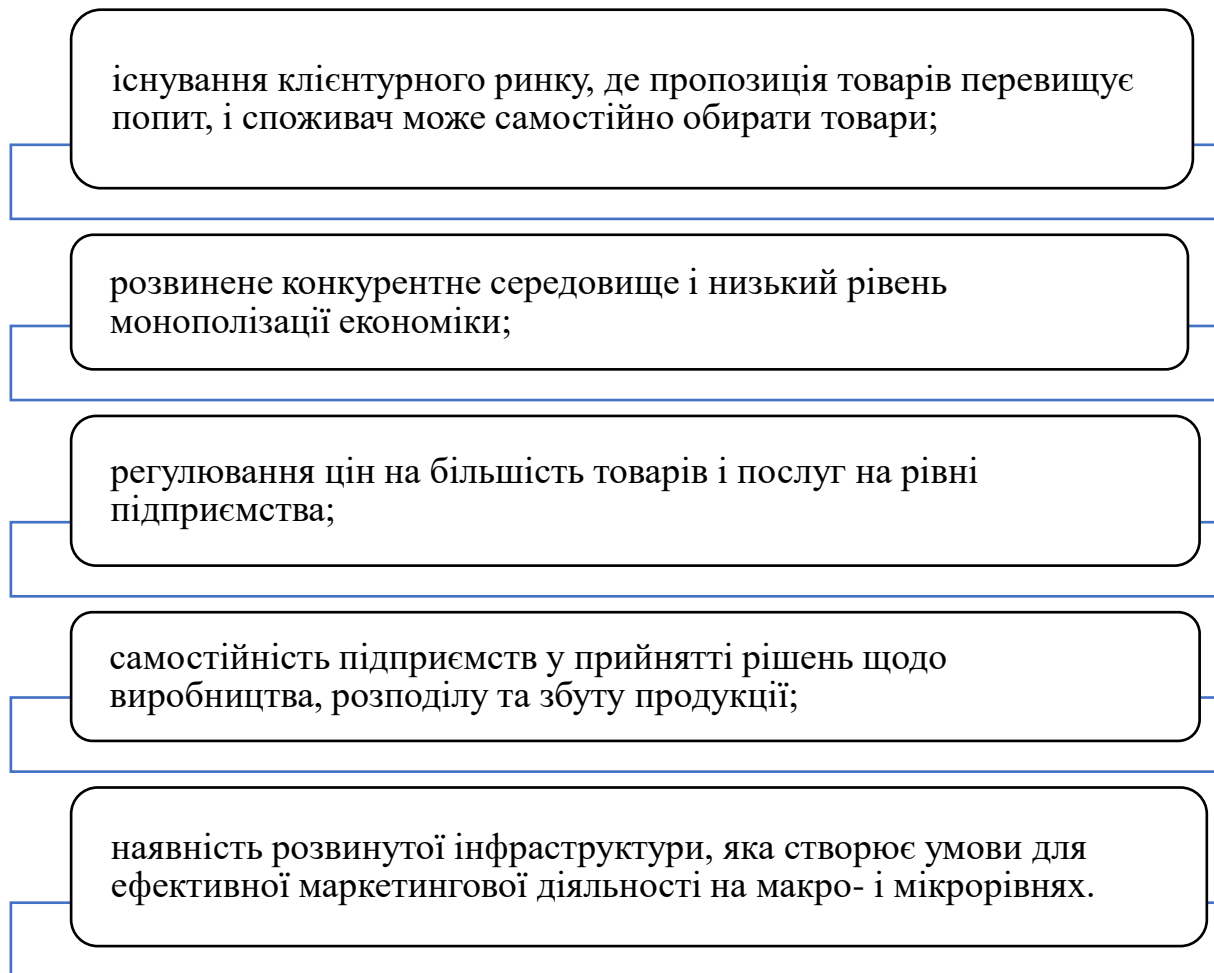 існування клієнтурного ринку, де пропозиція товарів перевищує
попит, і споживач може самостійно обирати товари;
розвинене конкурентне середовище і низький рівень
монополізації економіки;
регулювання цін на більшість товарів і послуг на рівні
підприємства;
самостійність підприємств у прийнятті рішень щодо
виробництва, розподілу та збуту продукції;
наявність розвинутої інфраструктури, яка створює умови для
ефективної маркетингової діяльності на макро- і мікрорівнях.